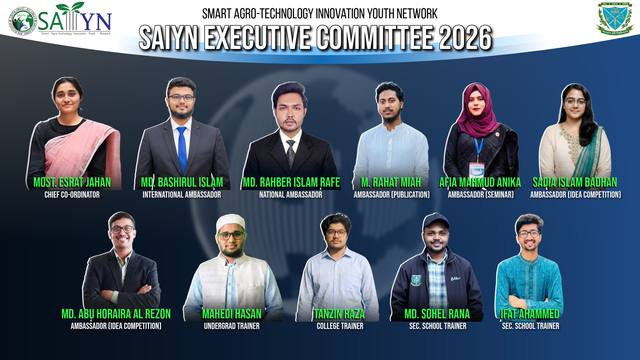 SATIYN
SMART AGRO-TECHNOLOGY INNOVATION YOUTH NETWORK
SAIYN EXECUTIVE COMMITTEE 2026
MOST. ESRAT JAHAN
CHIEF CO-ORDINATOR
MD. BASHIRUL ISLAM
INTERNATIONAL AMBASSADOR
MD. RAHBER ISLAM RAFE
NATIONAL AMBASSADOR
M. RAHAT MIAH
AMBASSADOR (PUBLICATION)
AFIA MAHMUD ANIKA
AMBASSADOR (SEMINAR)
SADIA ISLAM BADHAN
AMBASSADOR (IDEA COMPETITION)
MD. ABU HORAIRA AL REZON
AMBASSADOR (IDEA COMPETITION)
MAHEDI HASAN
UNDERGRAD TRAINER
TANZIN RAZA
COLLEGE TRAINER
MD. SOHEL RANA
SEC. SCHOOL TRAINER
IFAT AHAMMED
SEC. SCHOOL TRAINER